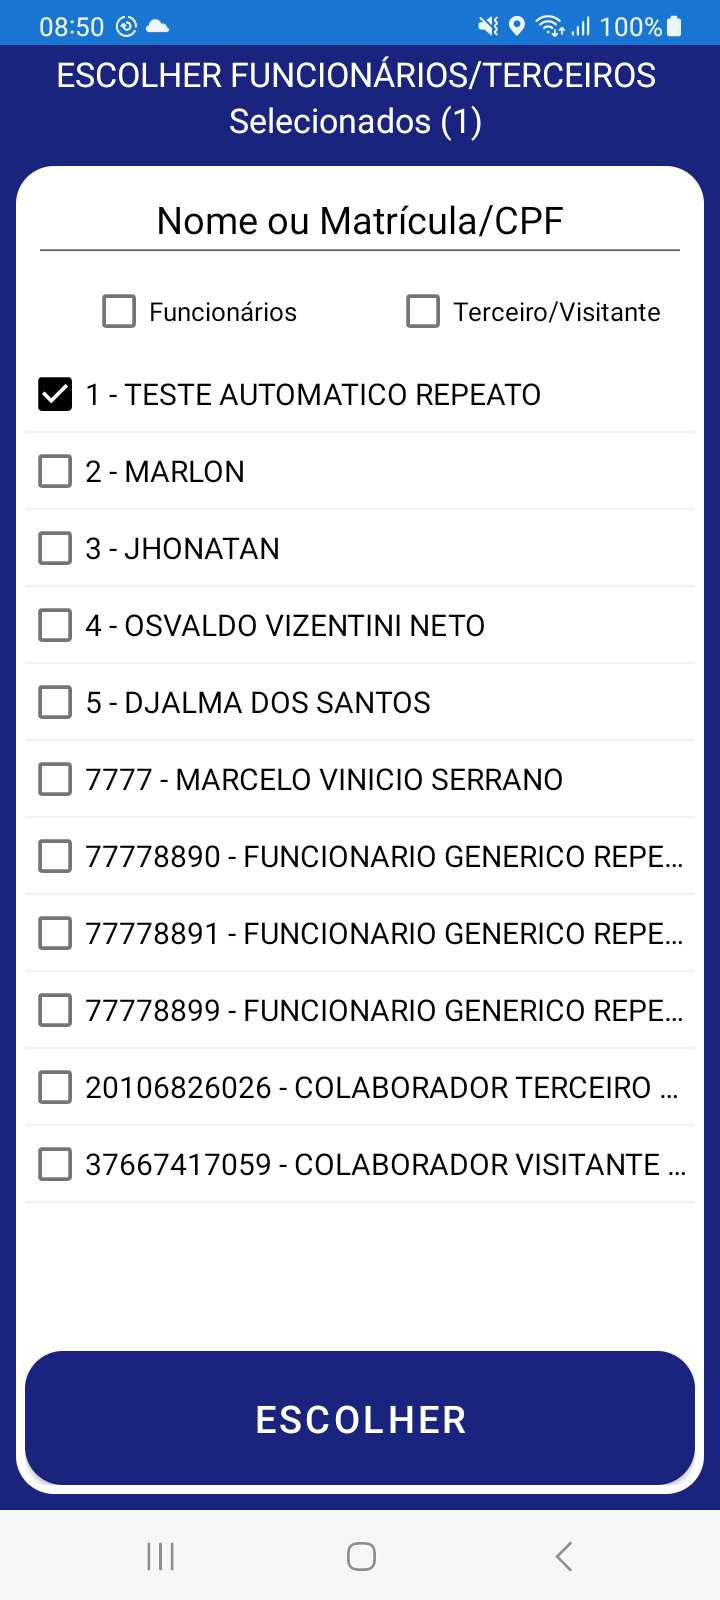 08:50 100%
ESCOLHER FUNCIONÁRIOS/TERCEIROS
Selecionados (1)
Nome ou Matrícula/CPF
Funcionários Terceiro/Visitante
1 - TESTE AUTOMATICO REPEATO
2 - MARLON
3 - JHONATAN
4 - OSVALDO VIZENTINI NETO
5 - DJALMA DOS SANTOS
7777 - MARCELO VINICIO SERRANO
77778890 - FUNCIONARIO GENERICO REPE...
77778891 - FUNCIONARIO GENERICO REPE...
77778899 - FUNCIONARIO GENERICO REPE...
20106826026 - COLABORADOR TERCEIRO ...
37667417059 - COLABORADOR VISITANTE ...
ESCOLHER